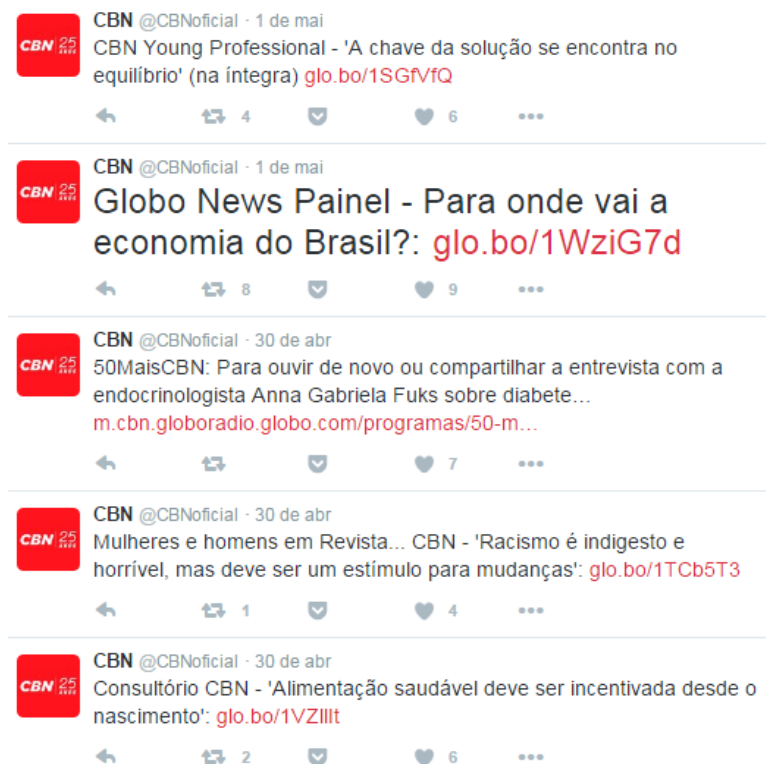 CBN @CBNoficial · 1 de mai
CBN 25 ANOS
CBN Young Professional - 'A chave da solução se encontra no
equilíbrio' (na íntegra) glo.bo/1SGfVfQ
4 6
CBN @CBNoficial · 1 de mai
CBN 25 ANOS
Globo News Painel - Para onde vai a
economia do Brasil?: glo.bo/1WziG7d
8 9
CBN @CBNoficial · 30 de abr
CBN 25 ANOS
50MaisCBN: Para ouvir de novo ou compartilhar a entrevista com a
endocrinologista Anna Gabriela Fuks sobre diabete...
m.cbn.globoradio.globo.com/programas/50-m...
7
CBN @CBNoficial · 30 de abr
CBN 25 ANOS
Mulheres e homens em Revista... CBN - 'Racismo é indigesto e
horrível, mas deve ser um estímulo para mudanças': glo.bo/1TCb5T3
1 4
CBN @CBNoficial · 30 de abr
CBN 25 ANOS
Consultório CBN - 'Alimentação saudável deve ser incentivada desde o
nascimento': glo.bo/1VZIllt
2 6